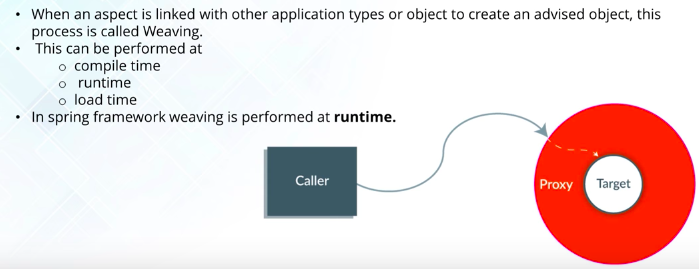 • When an aspect is linked with other application types or object to create an advised object, this
process is called Weaving.
• This can be performed at
o compile time
o runtime
o load time
• In spring framework weaving is performed at runtime.
Caller
Proxy
Target